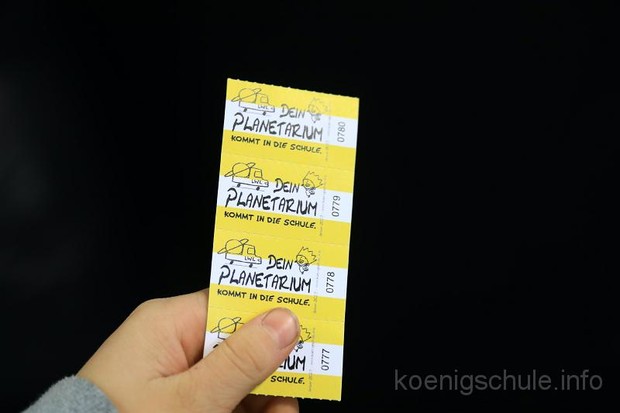 DEIN
PLANETARIUM
KOMMT IN DIE SCHULE.
0780
DEIN
PLANETARIUM
KOMMT IN DIE SCHULE.
0779
DEIN
PLANETARIUM
KOMMT IN DIE SCHULE.
0778
SCHULE.
0777
koenigschule.info